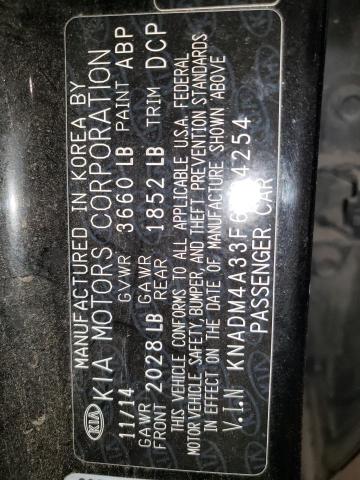 MANUFACTURED IN KOREA BY
KIA KIA MOTORS CORPORATION
11/14 GVWR 3660 LB PAINT ABP
GAWR FRONT 2028 LB GAWR REAR 1852 LB TRIM DCP
THIS VEHICLE CONFORMS TO ALL APPLICABLE U.S.A. FEDERAL
MOTOR VEHICLE SAFETY, BUMPER, AND THEFT PREVENTION STANDARDS
IN EFFECT ON THE DATE OF MANUFACTURE SHOWN ABOVE
V.I.N
PASSENGER CAR